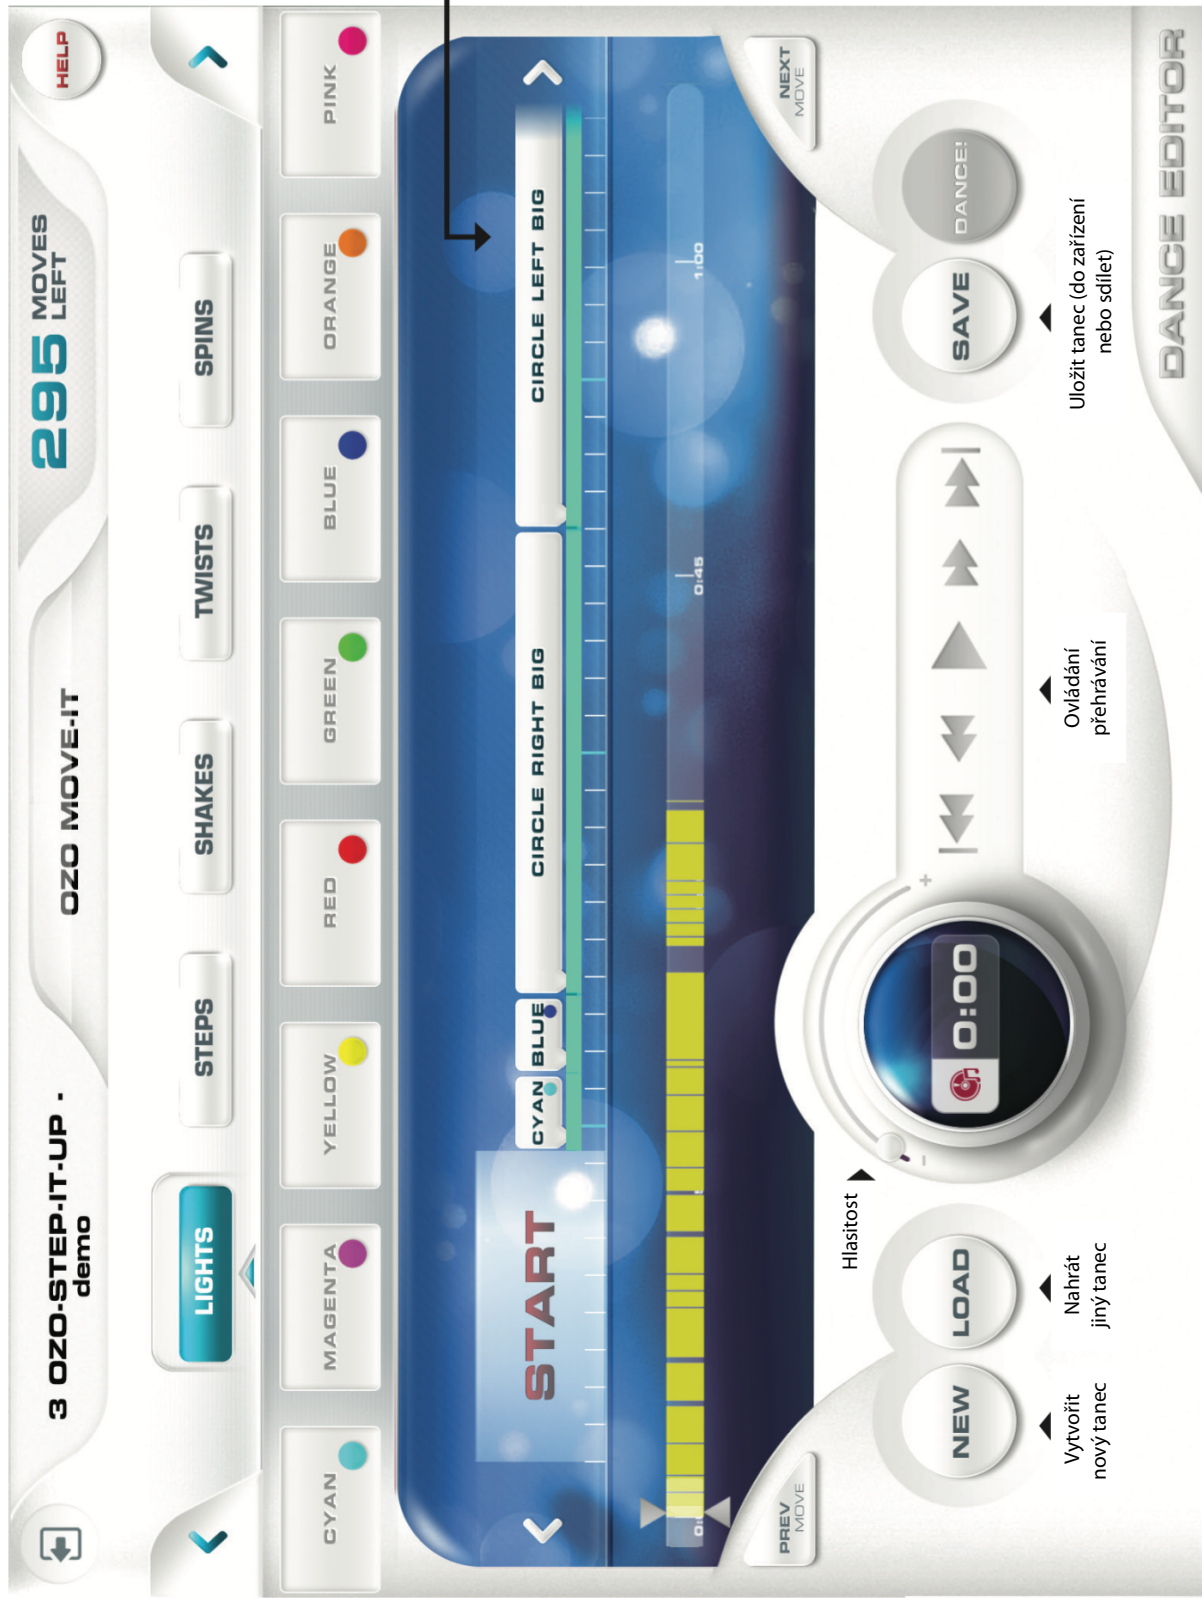 3 OZO-STEP-IT-UP -
demo
OZO MOVE-IT
295 MOVES
LEFT
HELP
LIGHTS
STEPS
SHAKES
TWISTS
SPINS
CYAN
MAGENTA
YELLOW
RED
GREEN
BLUE
ORANGE
PINK
START
CYAN
BLUE
CIRCLE RIGHT BIG
CIRCLE LEFT BIG
0:45
1:00
PREV
MOVE
NEXT
MOVE
Hlasitost
NEW
LOAD
0:00
- +
SAVE
DANCE!
Vytvořit
nový tanec
Nahrát
jiný tanec
Ovládání
přehrávání
Uložit tanec (do zařízení
nebo sdílet)
DANCE EDITOR